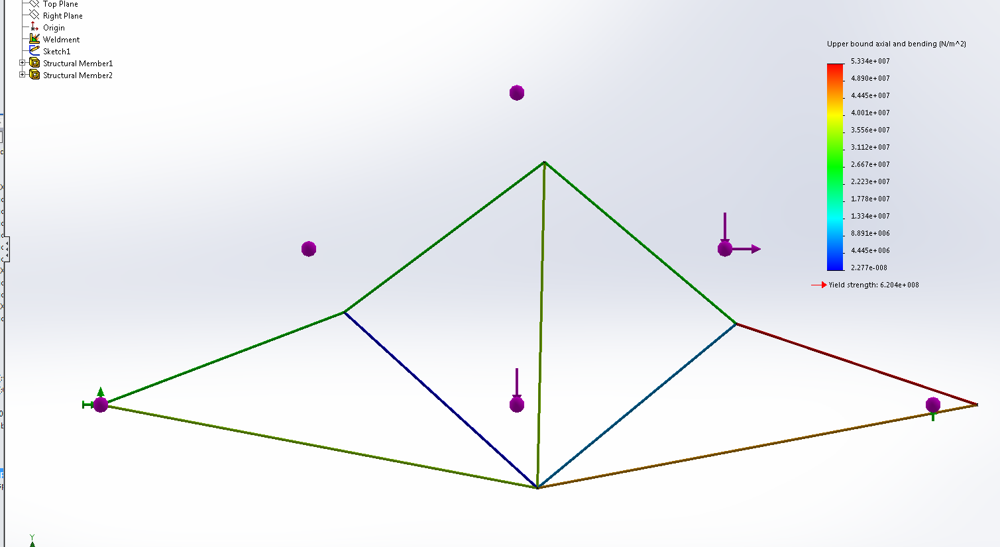 Top Plane
Right Plane
Origin
Weldment
Sketch1
Structural Member1
Structural Member2
Upper bound axial and bending (N/m^2)
5.334e+007
4.890e+007
4.445e+007
4.001e+007
3.556e+007
3.112e+007
2.667e+007
2.223e+007
1.778e+007
1.334e+007
8.891e+006
4.445e+006
2.277e-008
Yield strength: 6.204e+008
Y